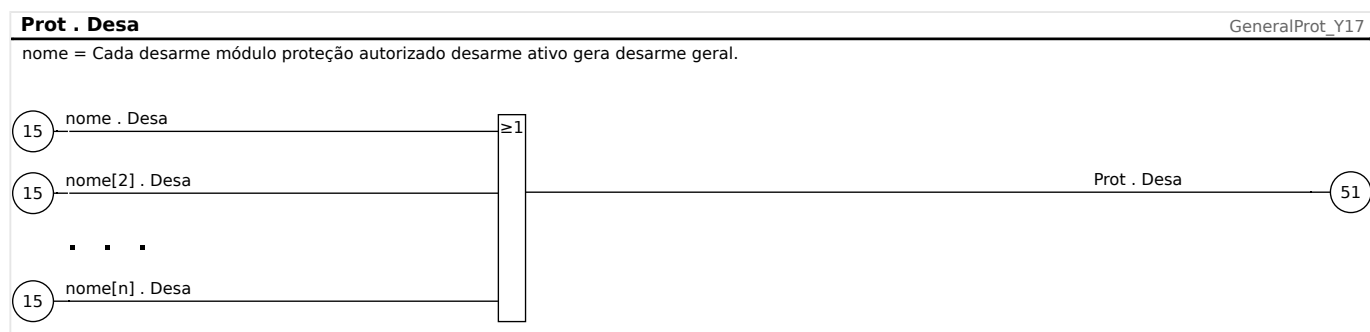 Prot . Desa
GeneralProt_Y17
nome = Cada desarme módulo proteção autorizado desarme ativo gera desarme geral.
15
nome . Desa
≥1
15
nome[2] . Desa
Prot . Desa
51
. . .
15
nome[n] . Desa